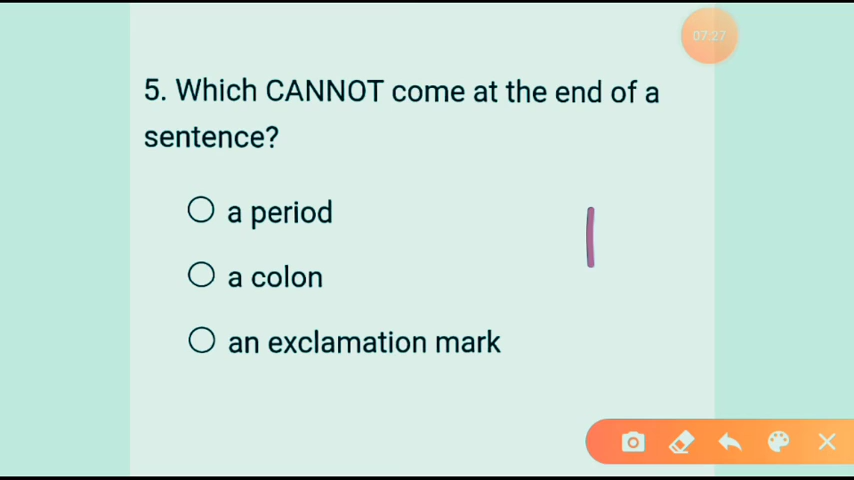 07:27
5. Which CANNOT come at the end of a
sentence?
a period
a colon
an exclamation mark